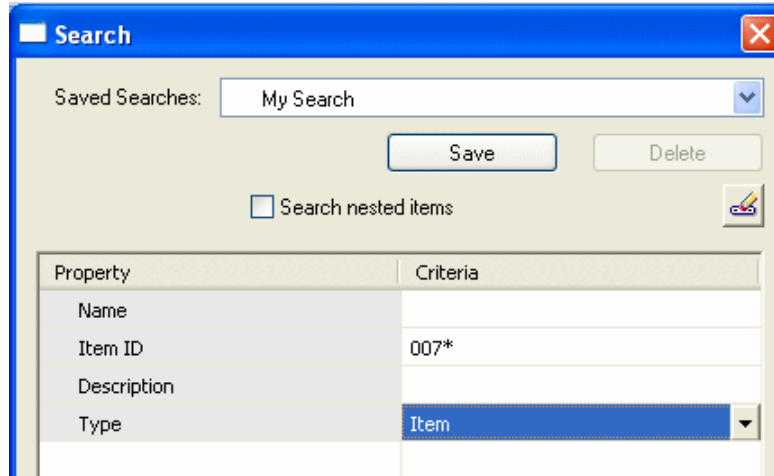 Search
Saved Searches: My Search
Save Delete
Search nested items
Property Criteria
Name
Item ID 007*
Description
Type Item